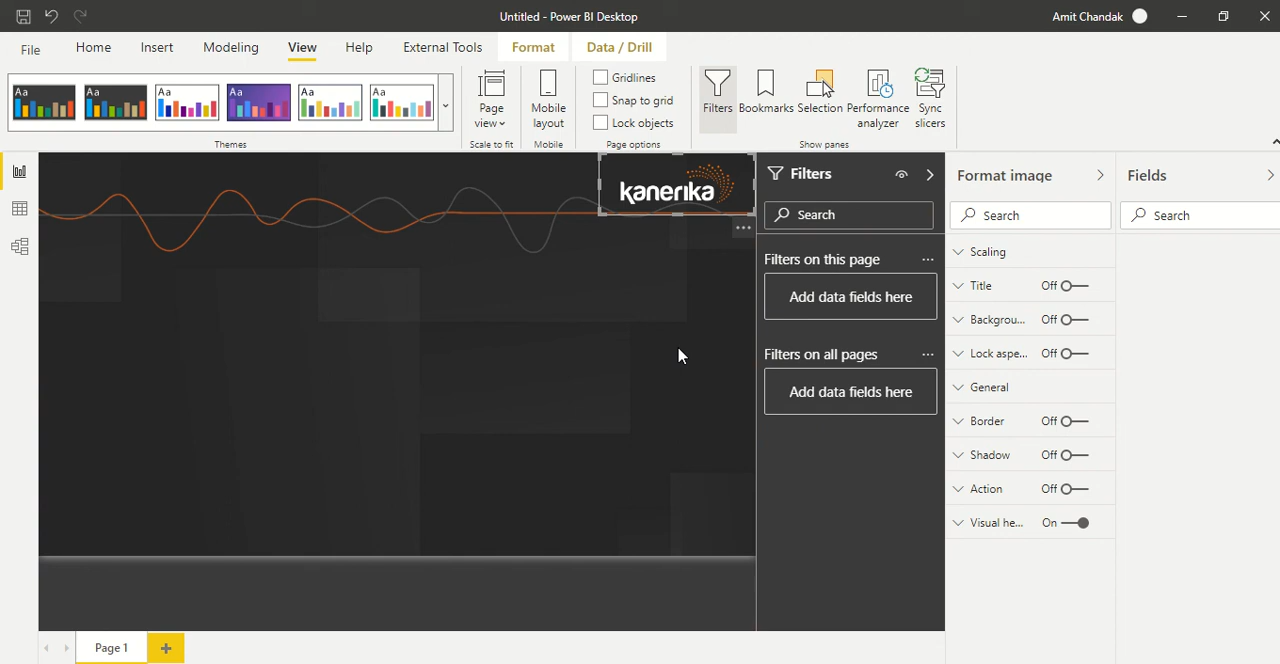 Untitled - Power BI Desktop
Amit Chandak
File
Home
Insert
Modeling
View
Help
External Tools
Format
Data / Drill
Aa
Aa
Aa
Aa
Aa
Aa
Themes
Page
view
Scale to fit
Mobile
layout
Mobile
Gridlines
Snap to grid
Lock objects
Page options
Filters
Bookmarks
Selection
Performance
analyzer
Sync
slicers
Show panes
kanerika
Filters
Search
Filters on this page
Add data fields here
Filters on all pages
Add data fields here
Format image
Search
Scaling
Title Off
Backgrou... Off
Lock aspe... Off
General
Border Off
Shadow Off
Action Off
Visual he... On
Fields
Search
Page 1